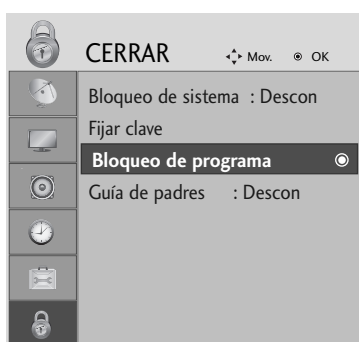 CERRAR Mov. OK
Bloqueo de sistema : Descon
Fijar clave
Bloqueo de programa
Guía de padres : Descon